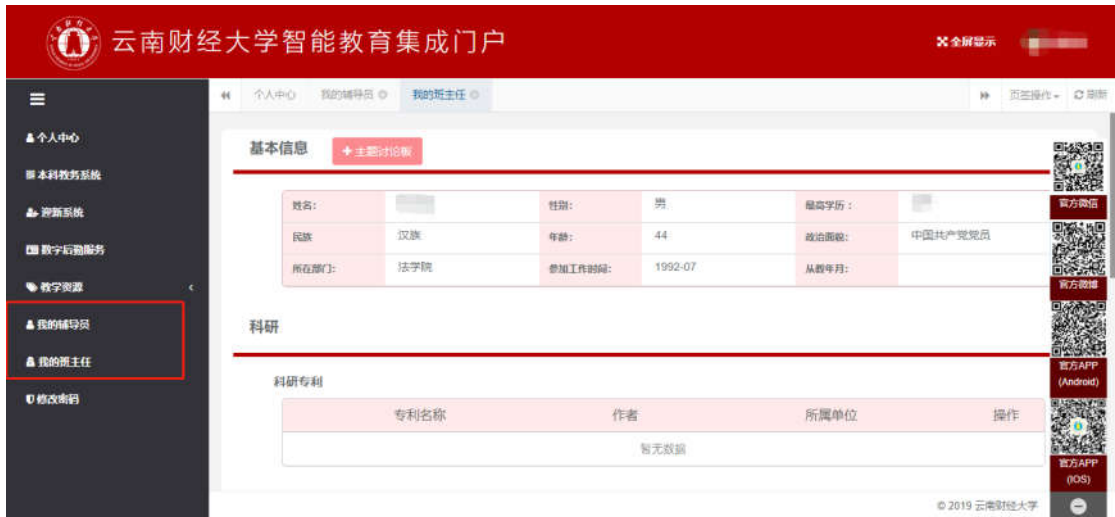 云南财经大学智能教育集成门户
全屏显示
个人中心 我的辅导员 我的班主任 页签操作 刷新
个人中心
本科教务系统
迎新系统
数字后勤服务
教学资源
我的辅导员
我的班主任
修改密码
基本信息 +主题讨论板
姓名: 性别: 男 最高学历:
民族 汉族 年龄: 44 政治面貌: 中国共产党党员
所在部门: 法学院 参加工作时间: 1992-07 从教年月:
科研
科研专利
专利名称 作者 所属单位 操作
暂无数据
官方微信
官方微博
官方APP
(Android)
官方APP
(IOS)
© 2019 云南财经大学